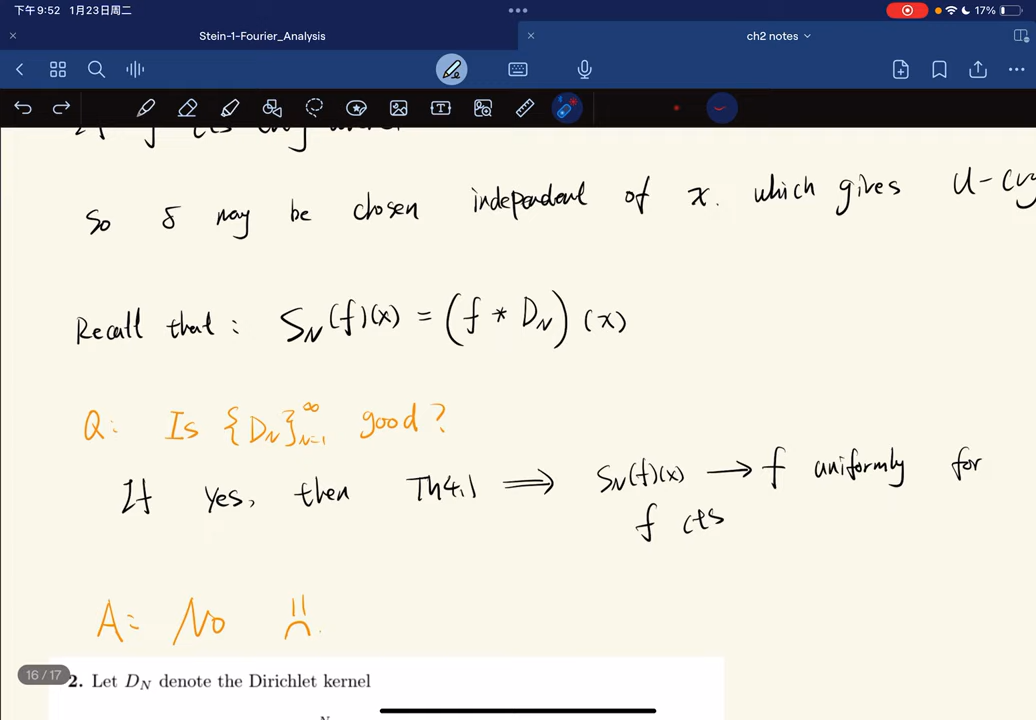 下午9:52 1月23日周二
17%
Stein-1-Fourier_Analysis
ch2 notes
So δ may be chosen independent of x. which gives U-cv
Recall that: S_N(f)(x) = (f * D_N)(x)
Q: Is {D_N}_{N=1}^∞ good?
If Yes, then Th4.1 ⟹ S_N(f)(x) → f uniformly for
f cts
A: No
16 / 17
2. Let D_N denote the Dirichlet kernel
N